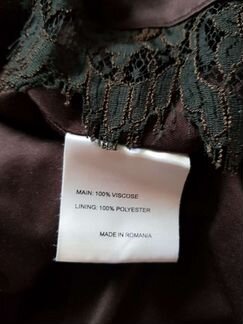 MAIN: 100% VISCOSE
LINING: 100% POLYESTER
MADE IN ROMANIA